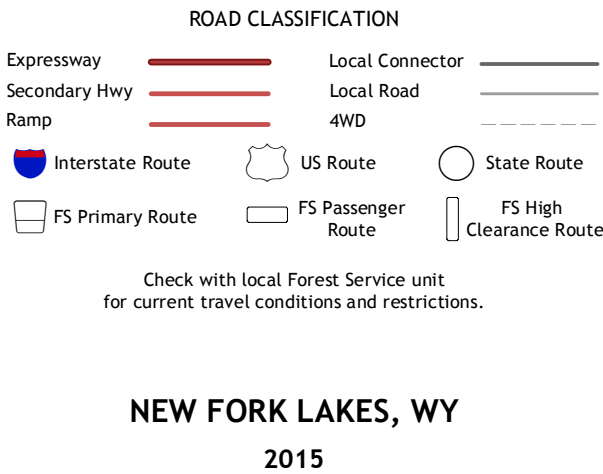 ROAD CLASSIFICATION
Expressway
Local Connector
Secondary Hwy
Local Road
Ramp
4WD
Interstate Route
US Route
State Route
FS Primary Route
FS Passenger
Route
FS High
Clearance Route
Check with local Forest Service unit
for current travel conditions and restrictions.
NEW FORK LAKES, WY
2015